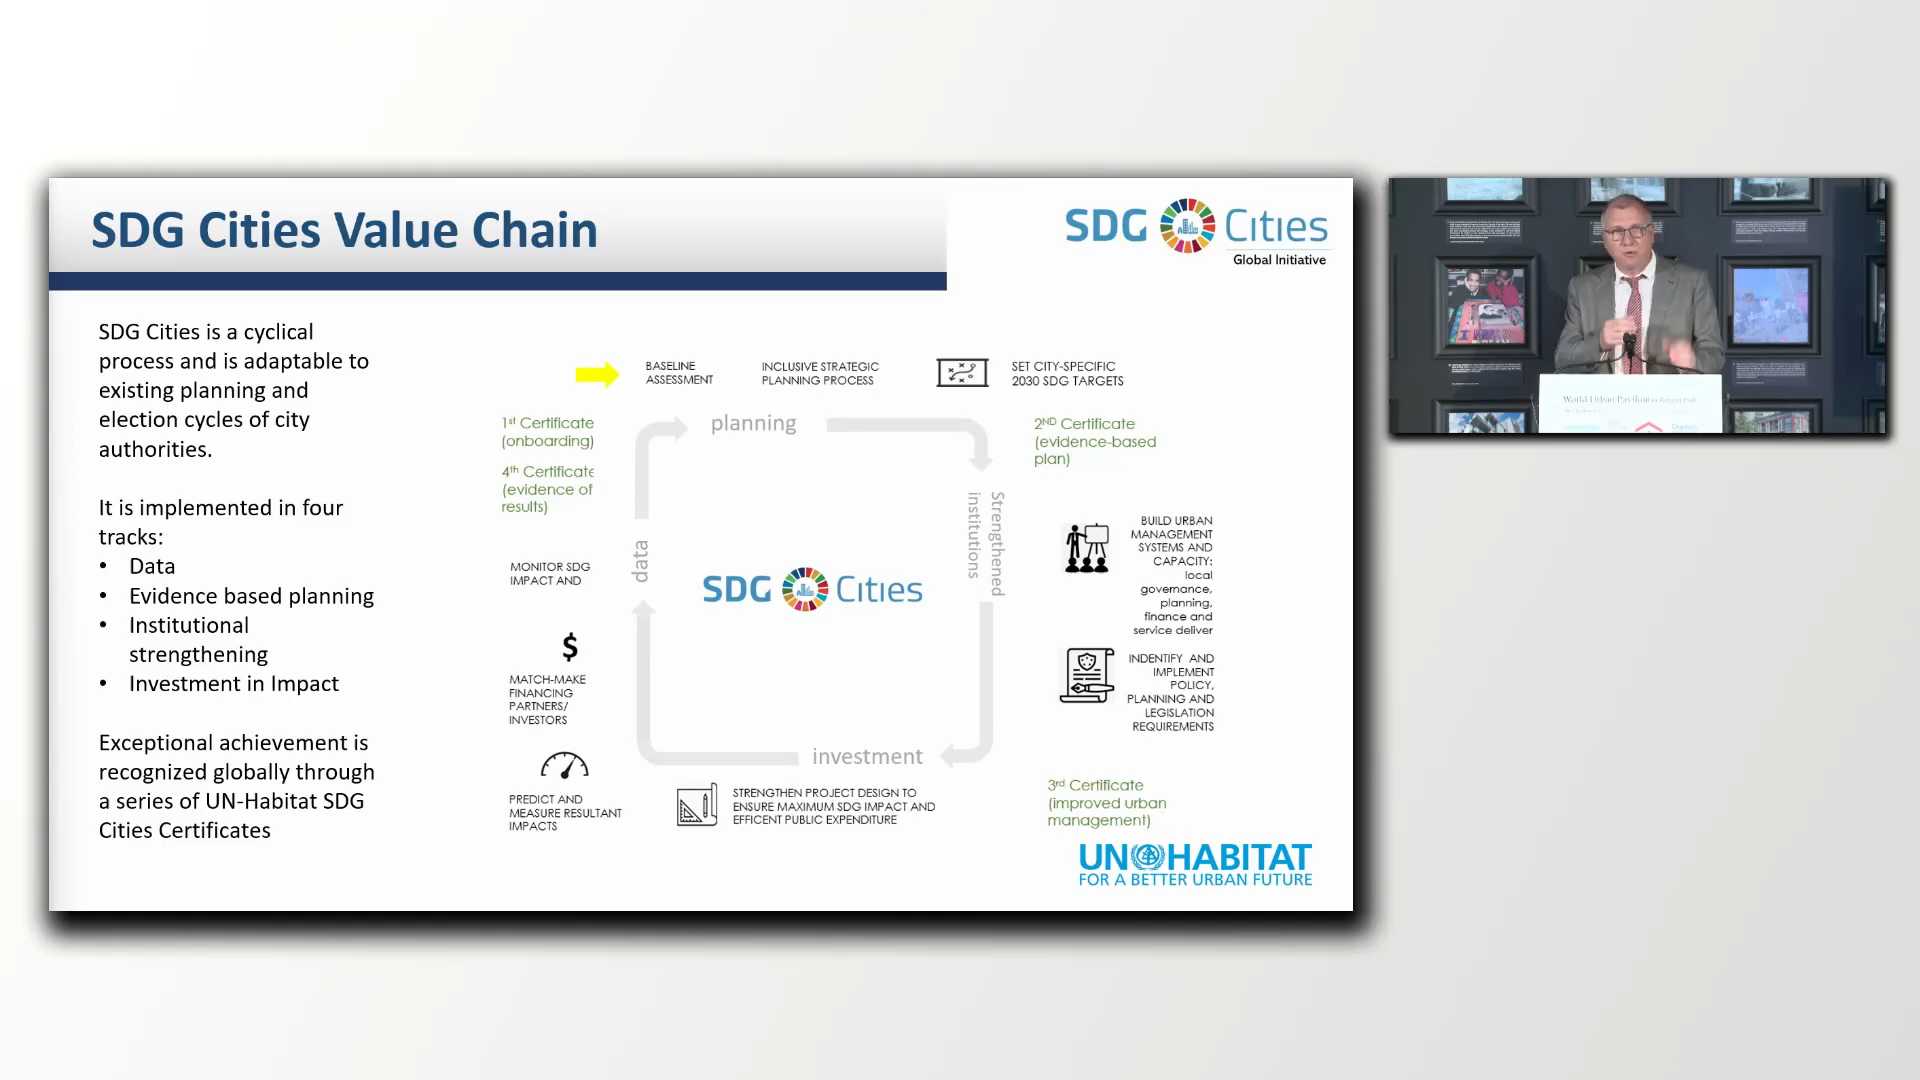 SDG Cities Value Chain
SDG Cities
Global Initiative
SDG Cities is a cyclical
process and is adaptable to
existing planning and
election cycles of city
authorities.
It is implemented in four
tracks:
• Data
• Evidence based planning
• Institutional
strengthening
• Investment in Impact
Exceptional achievement is
recognized globally through
a series of UN-Habitat SDG
Cities Certificates
BASELINE
ASSESSMENT
INCLUSIVE STRATEGIC
PLANNING PROCESS
SET CITY-SPECIFIC
2030 SDG TARGETS
1st Certificate
(onboarding)
4th Certificate
(evidence of
results)
planning
2ND Certificate
(evidence-based
plan)
Strengthened
institutions
BUILD URBAN
MANAGEMENT
SYSTEMS AND
CAPACITY:
local
governance,
planning,
finance and
service deliver
INDENTIFY AND
IMPLEMENT
POLICY,
PLANNING AND
LEGISLATION
REQUIREMENTS
data
SDG Cities
MONITOR SDG
IMPACT AND
$
MATCH-MAKE
FINANCING
PARTNERS/
INVESTORS
investment
PREDICT AND
MEASURE RESULTANT
IMPACTS
STRENGTHEN PROJECT DESIGN TO
ENSURE MAXIMUM SDG IMPACT AND
EFFICENT PUBLIC EXPENDITURE
3rd Certificate
(improved urban
management)
UN HABITAT
FOR A BETTER URBAN FUTURE
World Urban Pavilion in Regent Park